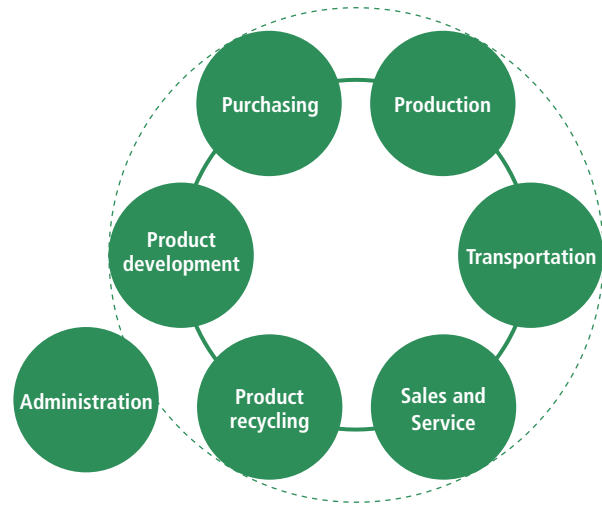 Purchasing
Production
Product
development
Transportation
Administration
Product
recycling
Sales and
Service